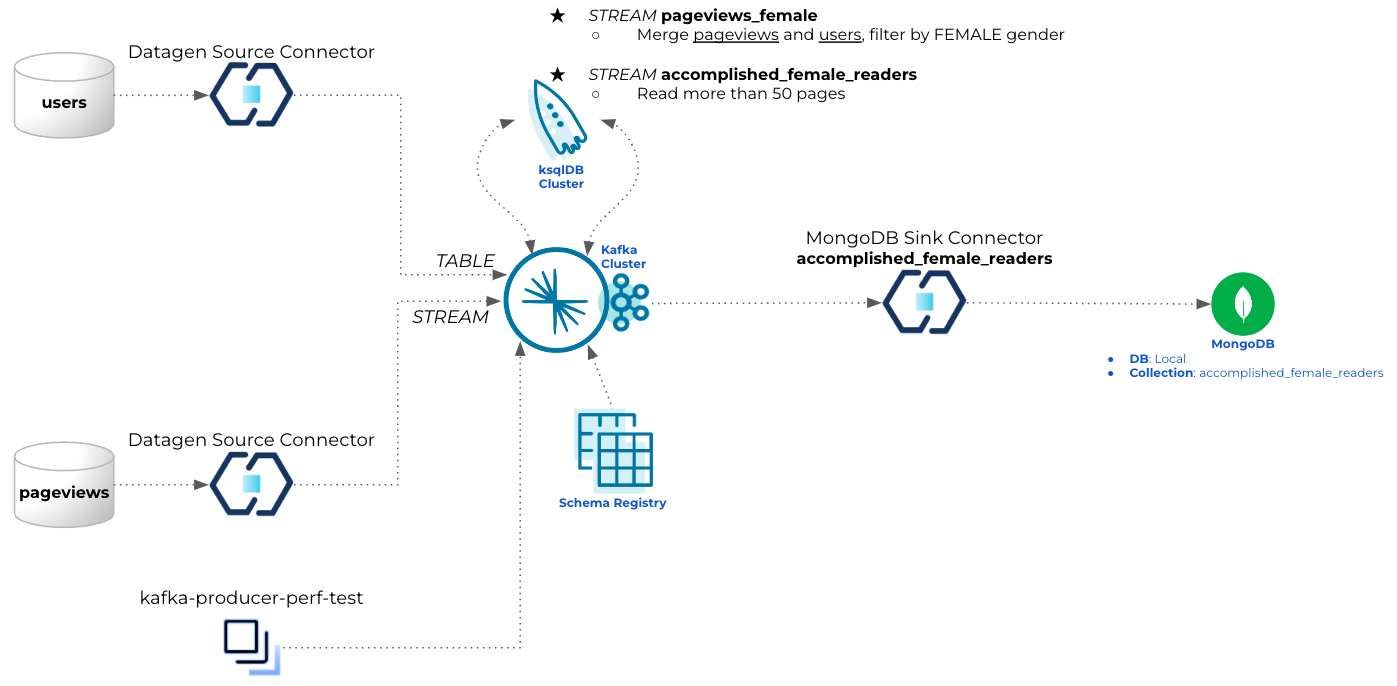 ★ STREAM pageviews_female
○ Merge pageviews and users, filter by FEMALE gender
★ STREAM accomplished_female_readers
○ Read more than 50 pages
Datagen Source Connector
users
ksqlDB
Cluster
TABLE
STREAM
Kafka
Cluster
MongoDB Sink Connector
accomplished_female_readers
MongoDB
● DB: Local
● Collection: accomplished_female_readers
Datagen Source Connector
pageviews
Schema Registry
kafka-producer-perf-test